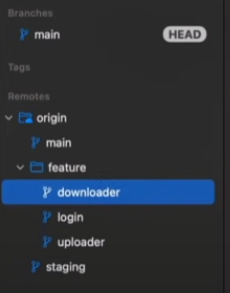 Branches
main HEAD
Tags
Remotes
origin
main
feature
downloader
login
uploader
staging